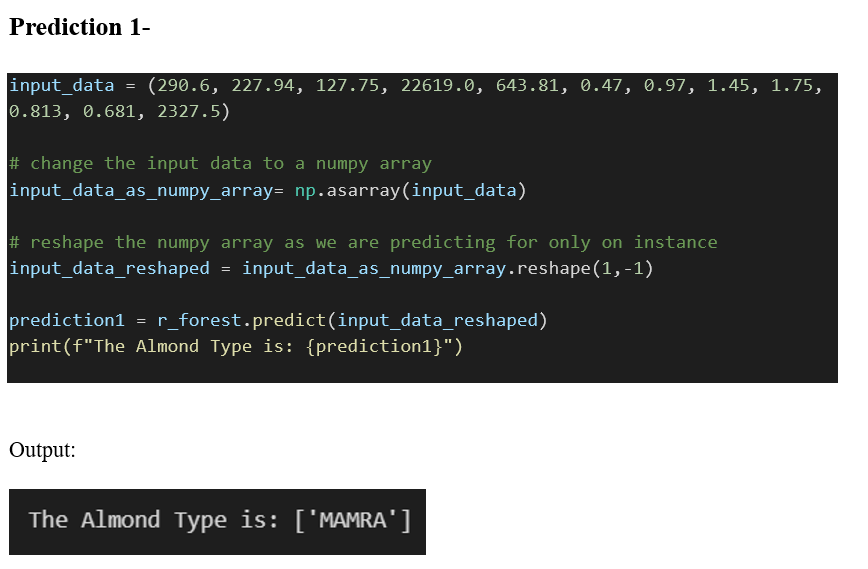 Prediction 1-
input_data = (290.6, 227.94, 127.75, 22619.0, 643.81, 0.47, 0.97, 1.45, 1.75,
0.813, 0.681, 2327.5)
# change the input data to a numpy array
input_data_as_numpy_array= np.asarray(input_data)
# reshape the numpy array as we are predicting for only on instance
input_data_reshaped = input_data_as_numpy_array.reshape(1,-1)
prediction1 = r_forest.predict(input_data_reshaped)
print(f"The Almond Type is: {prediction1}")
Output:
The Almond Type is: ['MAMRA']